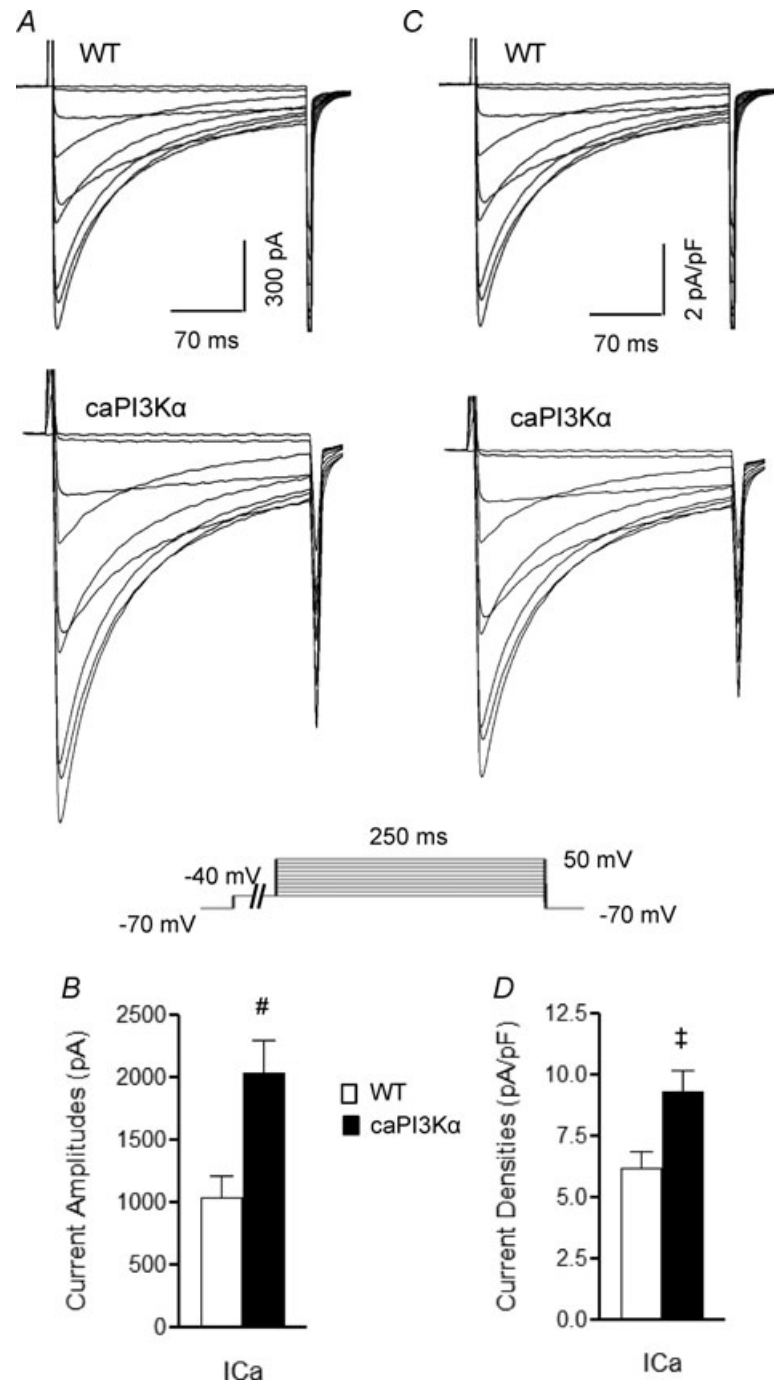 A
WT
300 pA
70 ms
caPI3Kα
C
WT
2 pA/pF
70 ms
caPI3Kα
250 ms
-40 mV
50 mV
-70 mV
-70 mV
B
#
Current Amplitudes (pA)
2500
2000
1500
1000
500
0
ICa
WT
caPI3Kα
D
‡
Current Densities (pA/pF)
12.5
10.0
7.5
5.0
2.5
0.0
ICa